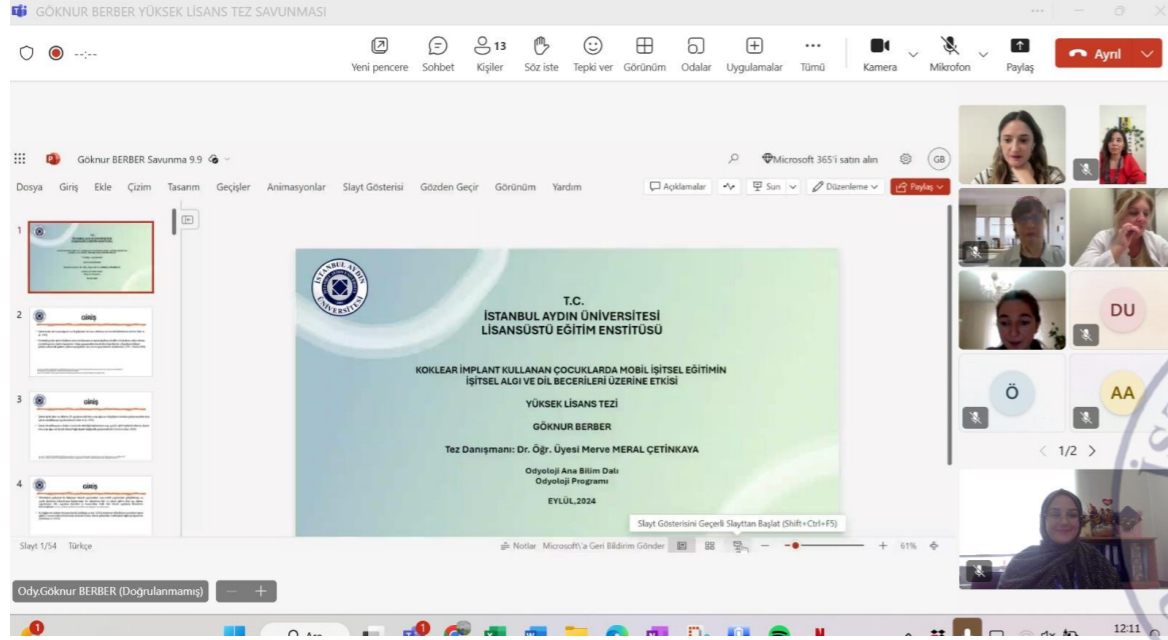 GÖKNUR BERBER YÜKSEK LİSANS TEZ SAVUNMASI
--:--
Yeni pencere
Sohbet
13
Kişiler
Söz iste
Tepki ver
Görünüm
Odalar
Uygulamalar
Tümü
Kamera
Mikrofon
Paylaş
Ayrıl
Göknur BERBER Savunma 9.9
Microsoft 365'i satın alın
GB
Dosya Giriş Ekle Çizim Tasarım Geçişler Animasyonlar Slayt Gösterisi Gözden Geçir Görünüm Yardım
Açıklamalar
Sun
Düzenleme
Paylaş
1
2
GİRİŞ
3
GİRİŞ
4
GİRİŞ
İSTANBUL AYDIN ÜNİVERSİTESİ
T.C.
İSTANBUL AYDIN ÜNİVERSİTESİ
LİSANSÜSTÜ EĞİTİM ENSTİTÜSÜ
KOKLEAR İMPLANT KULLANAN ÇOCUKLARDA MOBİL İŞİTSEL EĞİTİMİN
İŞİTSEL ALGI VE DİL BECERİLERİ ÜZERİNE ETKİSİ
YÜKSEK LİSANS TEZİ
GÖKNUR BERBER
Tez Danışmanı: Dr. Öğr. Üyesi Merve MERAL ÇETİNKAYA
Odyoloji Ana Bilim Dalı
Odyoloji Programı
EYLÜL,2024
Slayt Gösterisini Geçerli Slayttan Başlat (Shift+Ctrl+F5)
Slayt 1/54 Türkçe
Notlar Microsoft\'a Geri Bildirim Gönder
61%
DU
Ö
AA
1/2
Ody.Göknur BERBER (Doğrulanmamış)
1
Ara
1
12:11